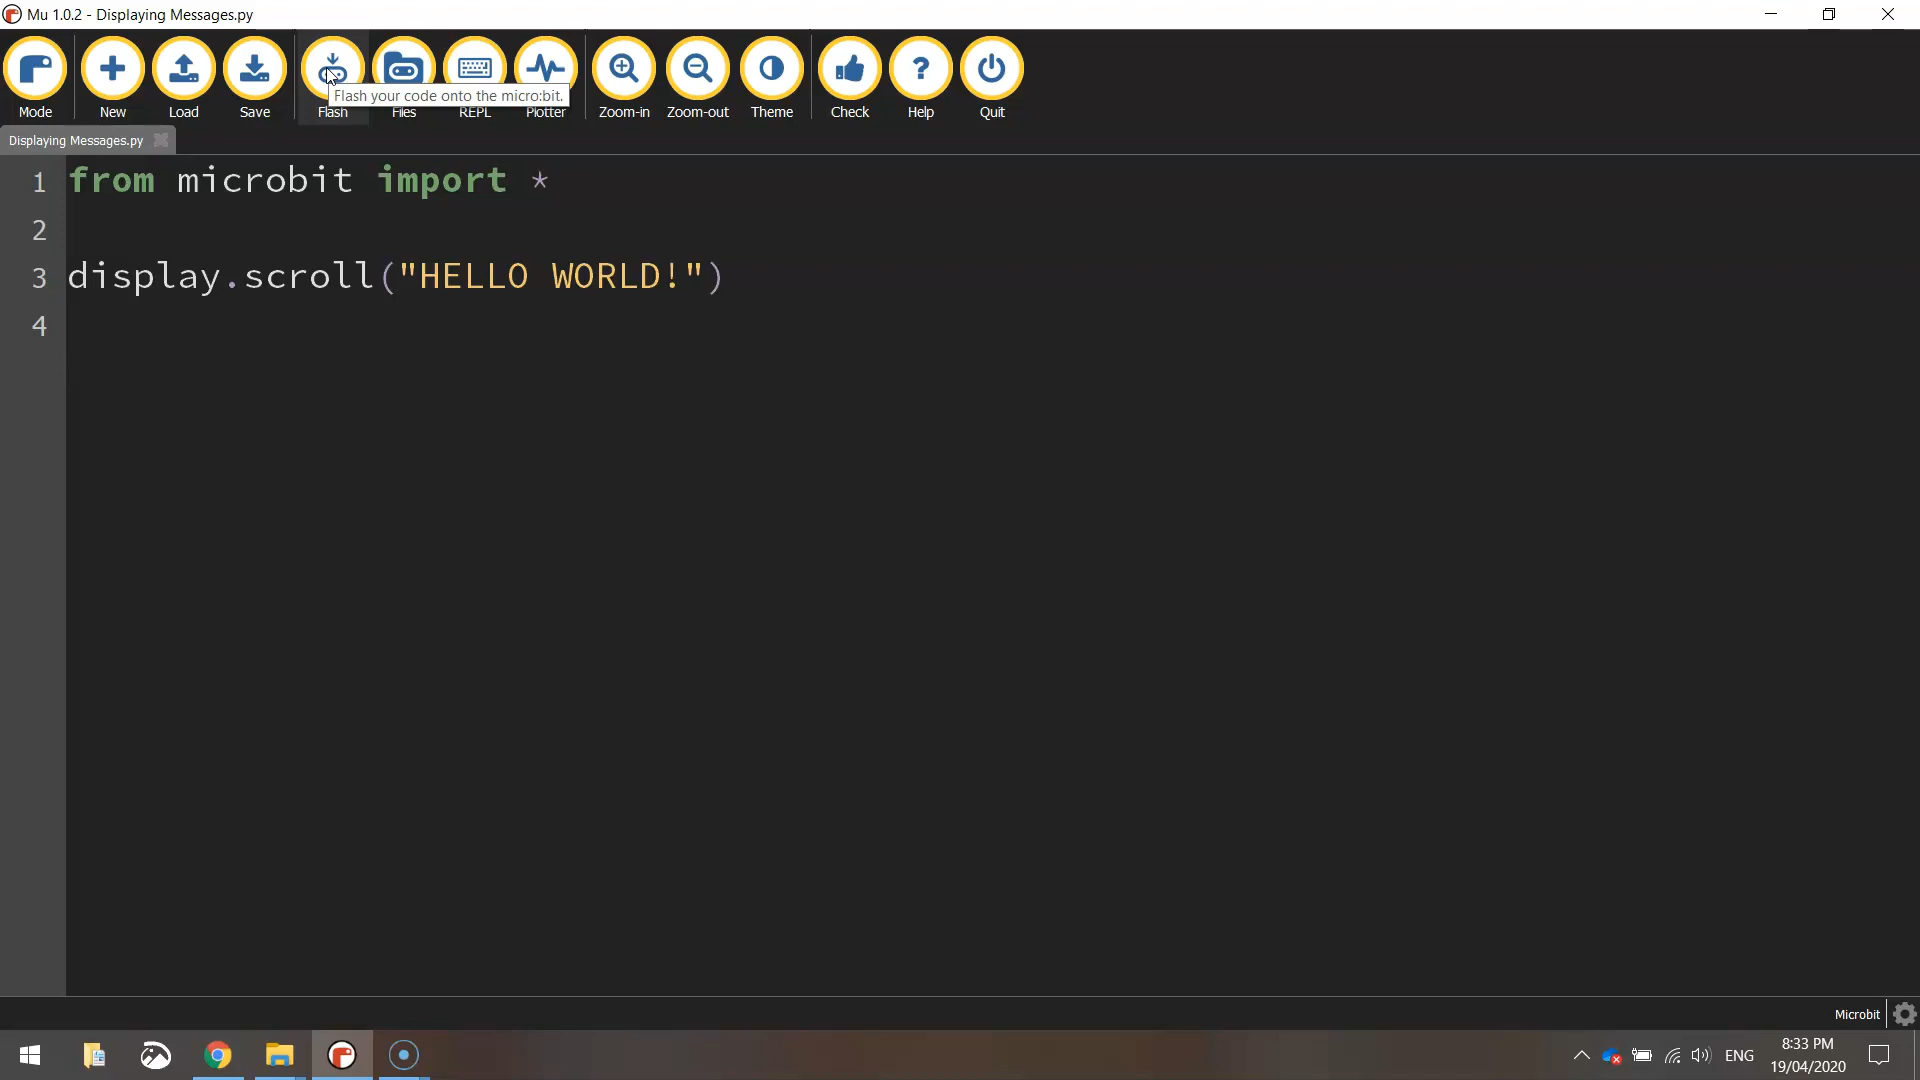 Mu 1.0.2 - Displaying Messages.py
Mode New Load Save Flash Files REPL Plotter Zoom-in Zoom-out Theme Check Help Quit
Flash your code onto the micro:bit.
Displaying Messages.py
1 from microbit import *
2
3 display.scroll("HELLO WORLD!")
4
Microbit
ENG
8:33 PM
19/04/2020